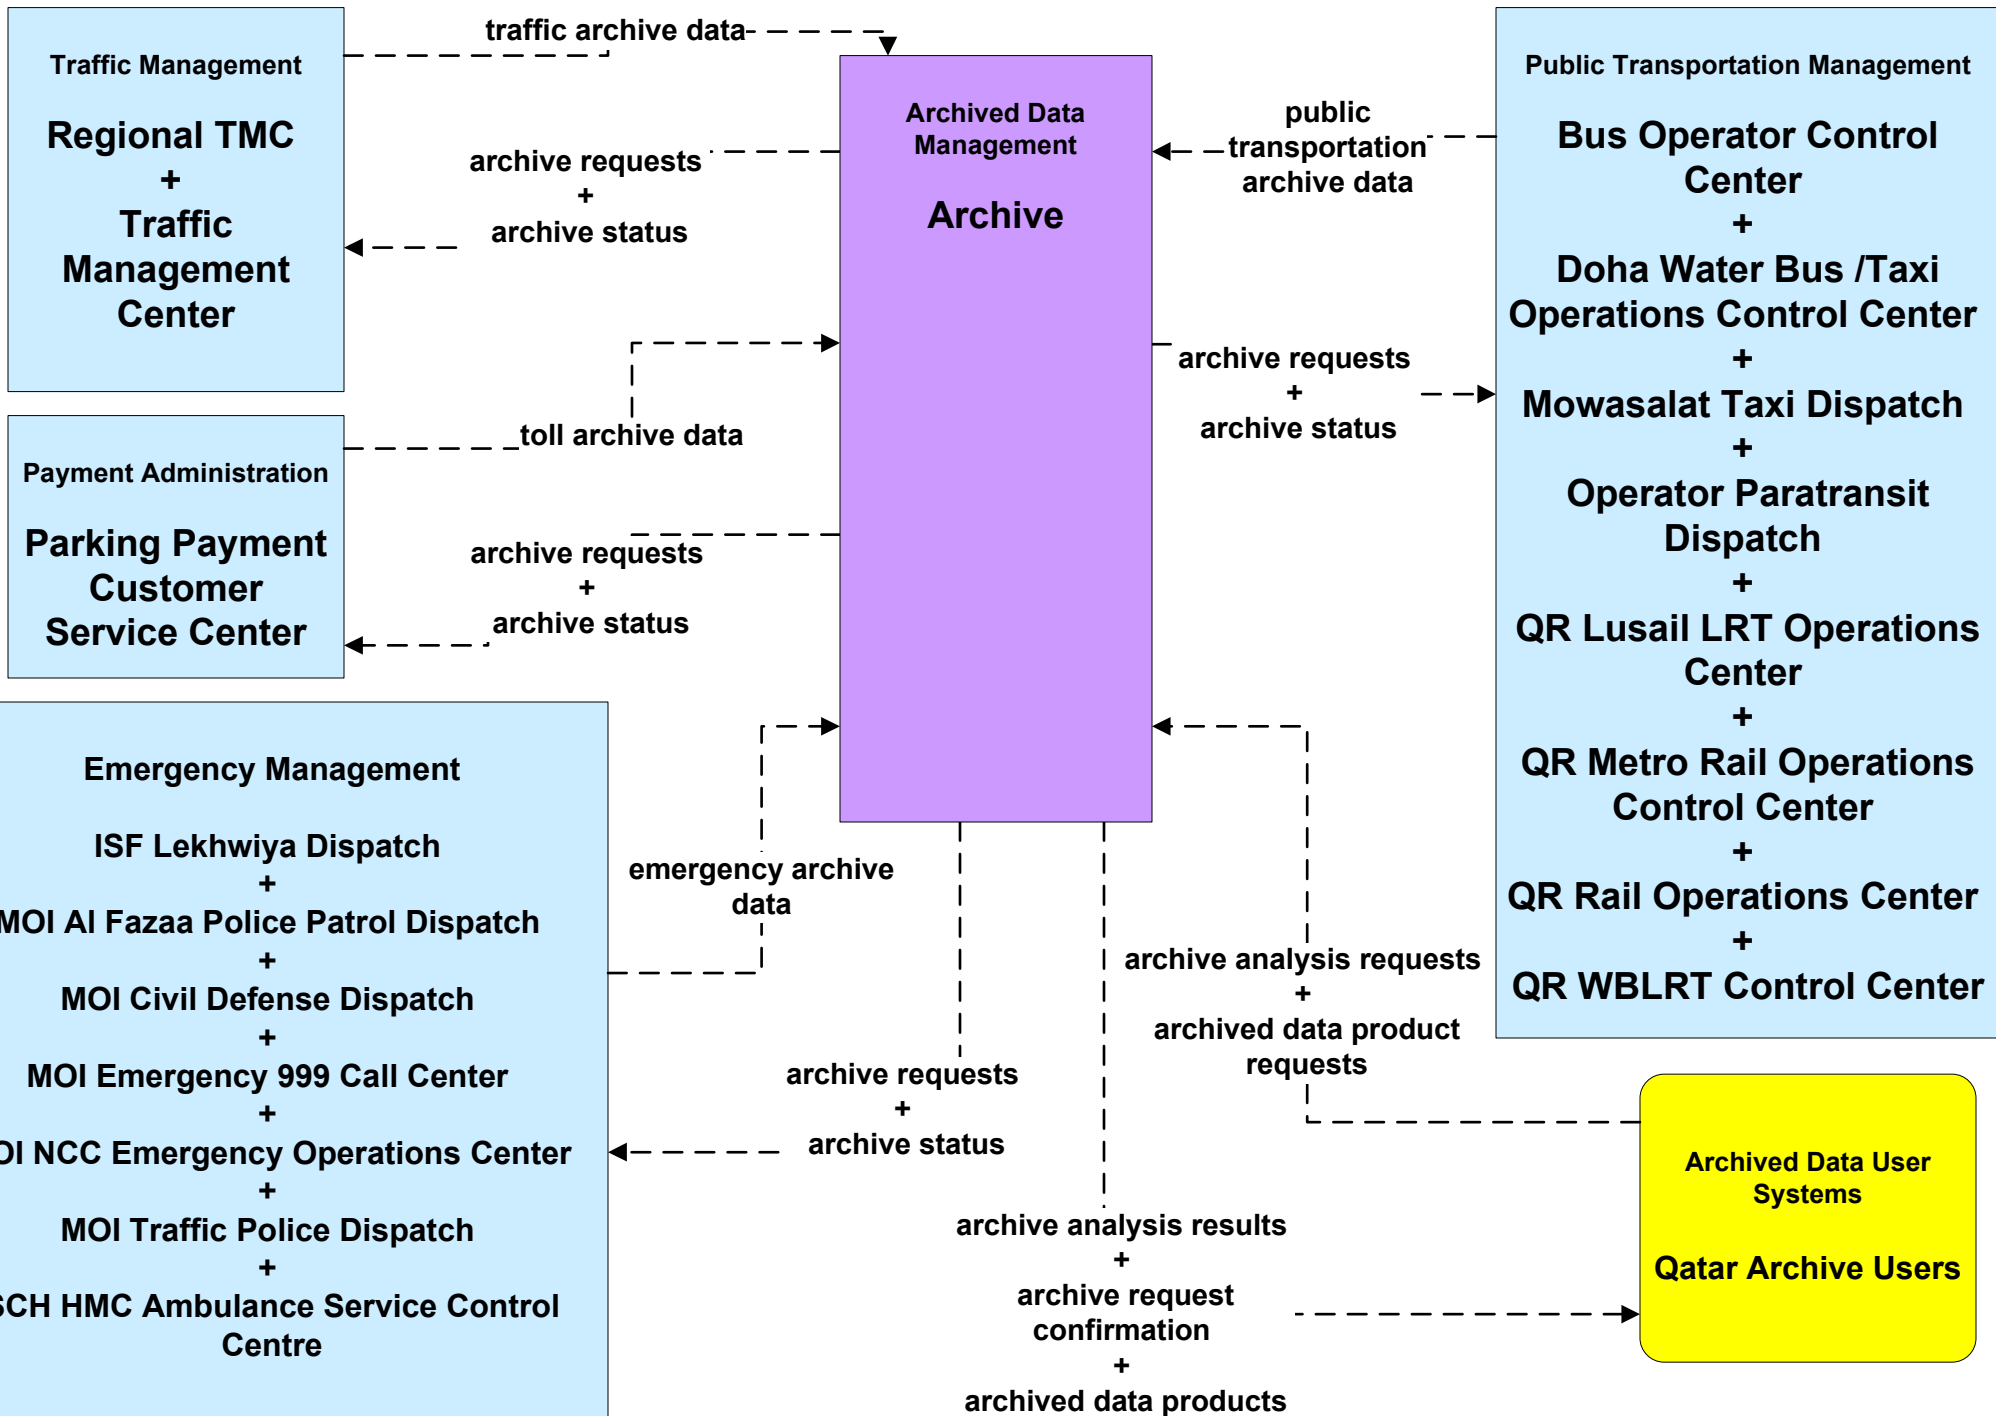 Traffic Management
Regional TMC
+
Traffic
Management
Center
traffic archive data
archive requests
+
archive status
Payment Administration
Parking Payment
Customer
Service Center
toll archive data
archive requests
+
archive status
Emergency Management
ISF Lekhwiya Dispatch
+
MOI Al Fazaa Police Patrol Dispatch
+
MOI Civil Defense Dispatch
+
MOI Emergency 999 Call Center
+
OI NCC Emergency Operations Center
+
MOI Traffic Police Dispatch
+
SCH HMC Ambulance Service Control
Centre
emergency archive
data
archive requests
+
archive status
Archived Data
Management
Archive
public
transportation
archive data
archive requests
+
archive status
Public Transportation Management
Bus Operator Control
Center
+
Doha Water Bus /Taxi
Operations Control Center
+
Mowasalat Taxi Dispatch
+
Operator Paratransit
Dispatch
+
QR Lusail LRT Operations
Center
+
QR Metro Rail Operations
Control Center
+
QR Rail Operations Center
+
QR WBLRT Control Center
archive analysis requests
+
archived data product
requests
archive analysis results
+
archive request
confirmation
+
archived data products
Archived Data User
Systems
Qatar Archive Users